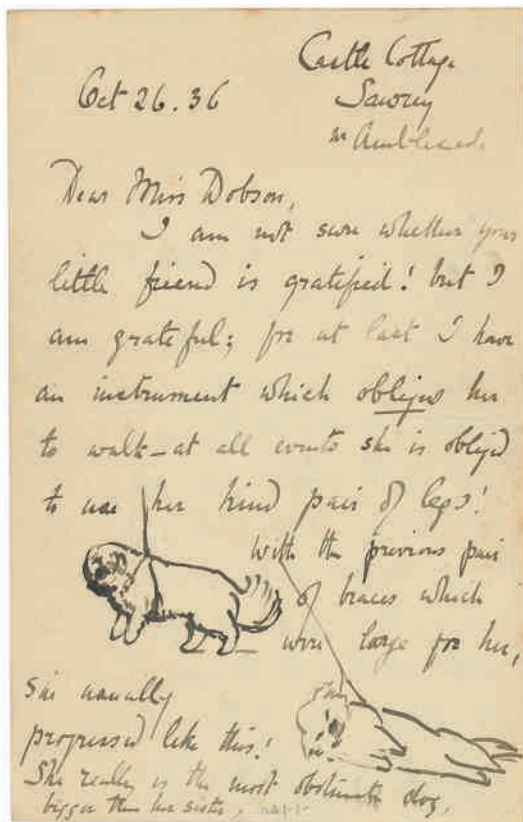 Castle Cottage
Oct 26. 36
Sawrey
nr Ambleside
Dear Miss Dobson,
I am not sure whether your
little friend is gratified! but I
am grateful; for at last I have
an instrument which obliges her
to walk - at all events she is obliged
to use her hind pair of legs!
With the previous pair
of braces which
were large for her,
she usually
progressed like this!
She really is the most obstinate dog,
bigger than her sister,